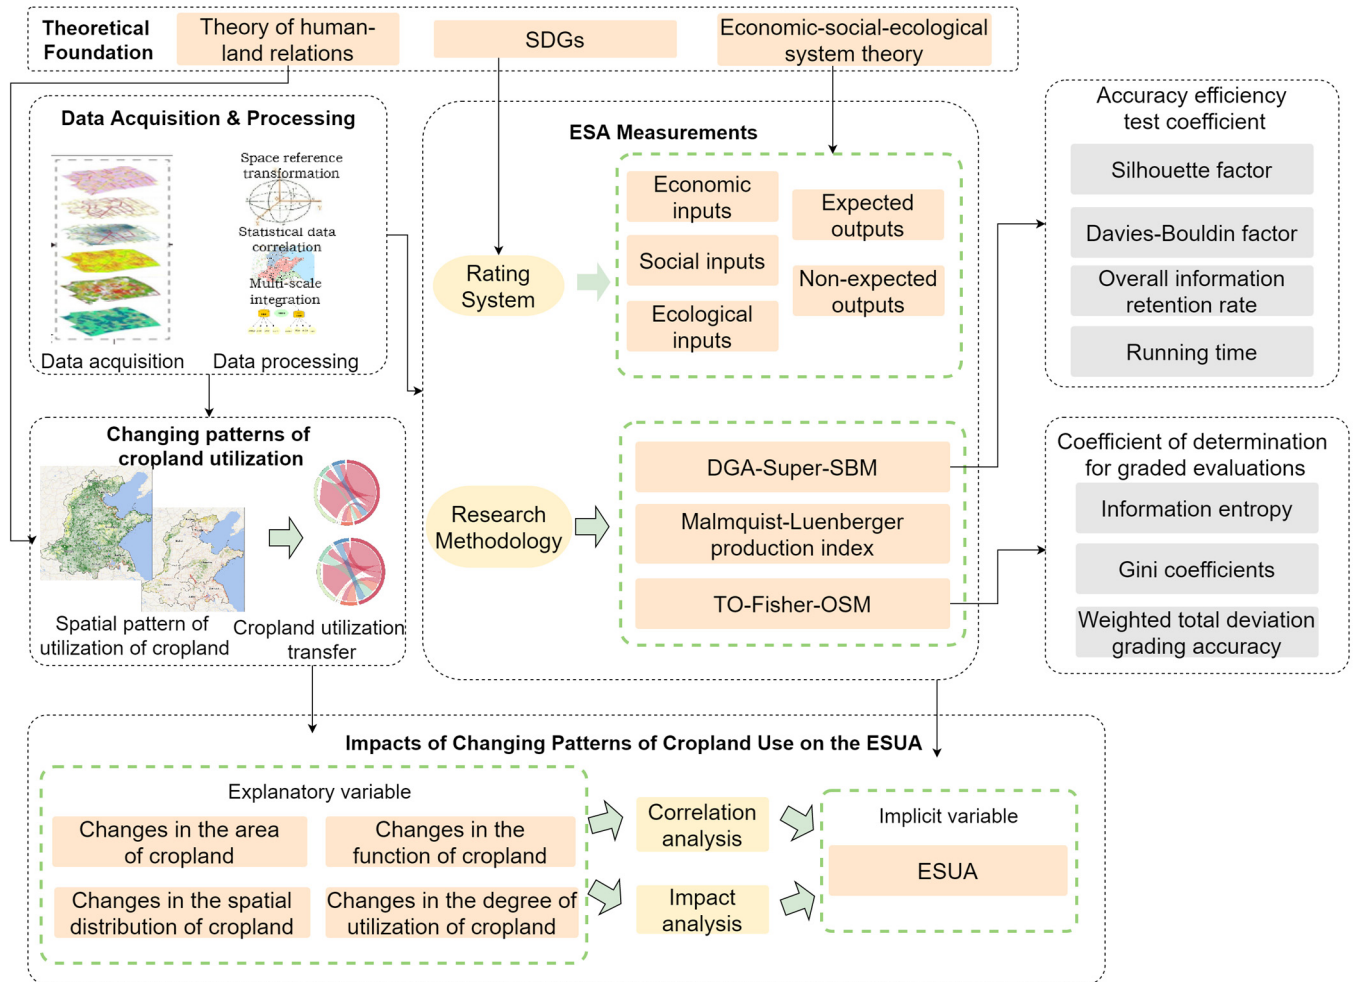 Theoretical
Foundation
Theory of human-
land relations
SDGs
Economic-social-ecological
system theory
Data Acquisition & Processing
Space reference
transformation
Statistical data
correlation
Multi-scale
integration
Data acquisition
Data processing
Changing patterns of
cropland utilization
Spatial pattern of
utilization of cropland
Cropland utilization
transfer
ESA Measurements
Rating
System
Economic
inputs
Social inputs
Ecological
inputs
Expected
outputs
Non-expected
outputs
Research
Methodology
DGA-Super-SBM
Malmquist-Luenberger
production index
TO-Fisher-OSM
Accuracy efficiency
test coefficient
Silhouette factor
Davies-Bouldin factor
Overall information
retention rate
Running time
Coefficient of determination
for graded evaluations
Information entropy
Gini coefficients
Weighted total deviation
grading accuracy
Impacts of Changing Patterns of Cropland Use on the ESUA
Explanatory variable
Changes in the area
of cropland
Changes in the
function of cropland
Changes in the spatial
distribution of cropland
Changes in the degree of
utilization of cropland
Correlation
analysis
Impact
analysis
Implicit variable
ESUA